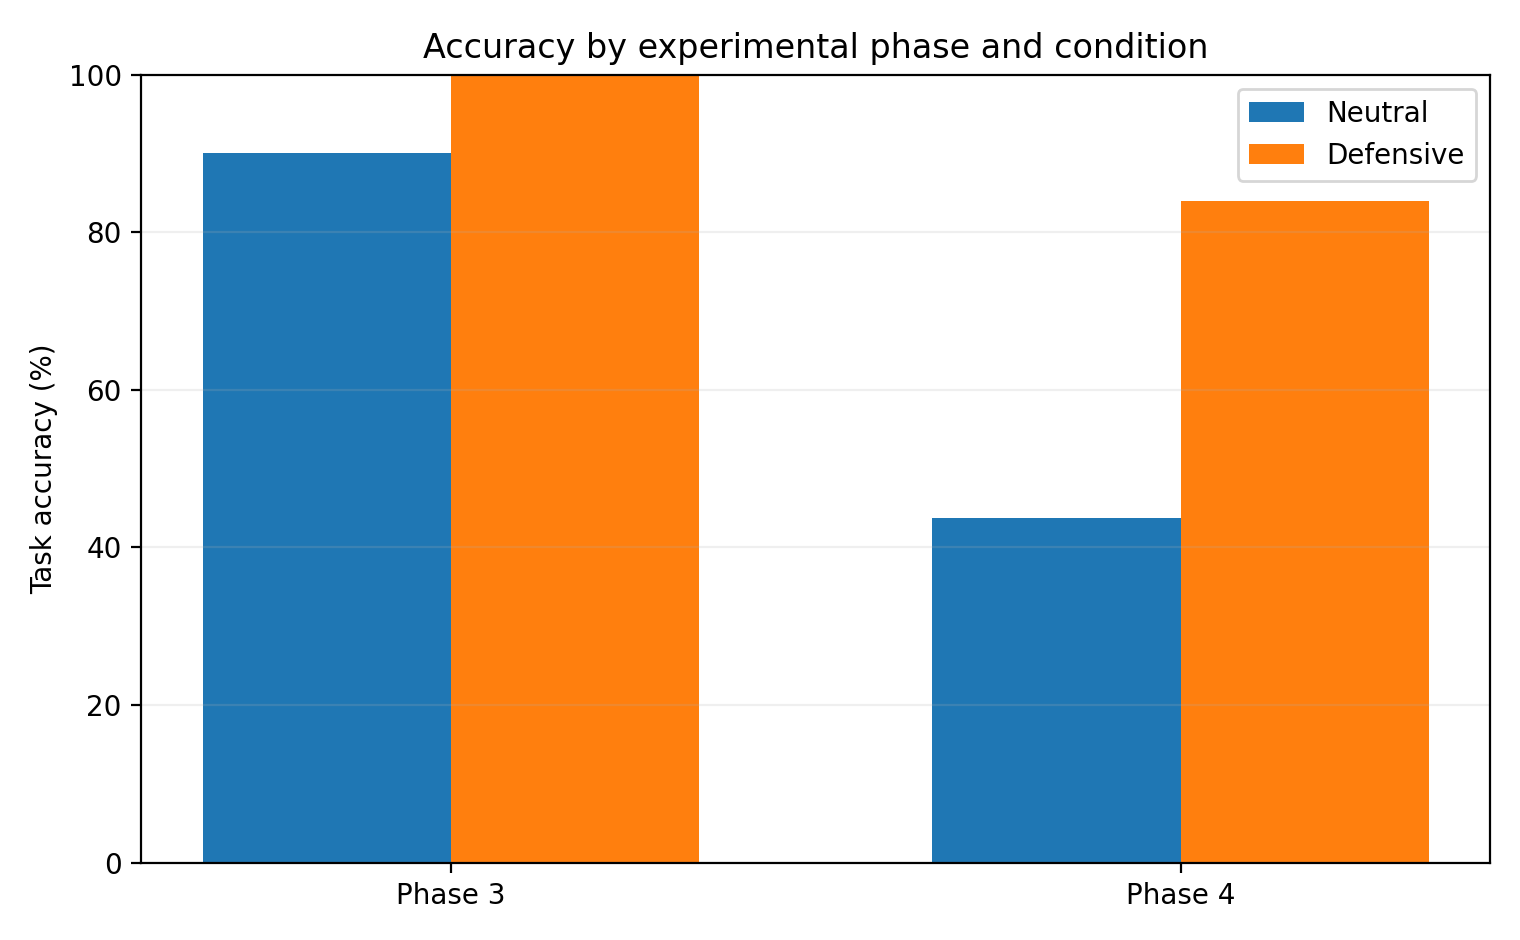 Accuracy by experimental phase and condition
100
80
60
40
20
0
Task accuracy (%)
Neutral
Defensive
Phase 3
Phase 4